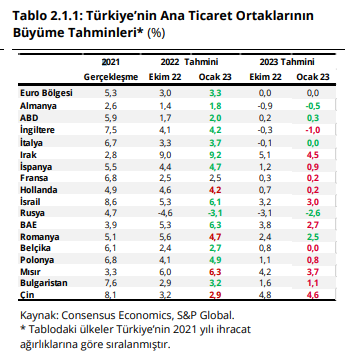 Tablo 2.1.1: Türkiye’nin Ana Ticaret Ortaklarının
Büyüme Tahminleri* (%)
2021 2022 Tahmini 2023 Tahmini
Gerçekleşme Ekim 22 Ocak 23 Ekim 22 Ocak 23
Euro Bölgesi 5,3 3,0 3,3 0,0 0,0
Almanya 2,6 1,4 1,8 -0,9 -0,5
ABD 5,9 1,7 2,0 0,2 0,3
İngiltere 7,5 4,1 4,2 -0,3 -1,0
İtalya 6,7 3,3 3,7 -0,1 0,0
Irak 2,8 9,0 9,2 5,1 4,5
İspanya 5,5 4,4 4,7 1,2 0,9
Fransa 6,8 2,5 2,5 0,3 0,2
Hollanda 4,9 4,6 4,2 0,7 0,2
İsrail 8,6 5,3 6,1 3,2 3,0
Rusya 4,7 -4,6 -3,1 -3,1 -2,6
BAE 3,9 5,3 6,3 3,8 2,7
Romanya 5,1 5,6 4,7 2,4 2,5
Belçika 6,1 2,4 2,7 0,8 0,0
Polonya 6,8 4,1 4,9 1,1 0,8
Mısır 3,3 6,0 6,3 4,2 3,7
Bulgaristan 7,6 2,9 3,2 1,6 1,1
Çin 8,1 3,2 2,9 4,8 4,6
Kaynak: Consensus Economics, S&P Global.
* Tablodaki ülkeler Türkiye’nin 2021 yılı ihracat
ağırlıklarına göre sıralanmıştır.